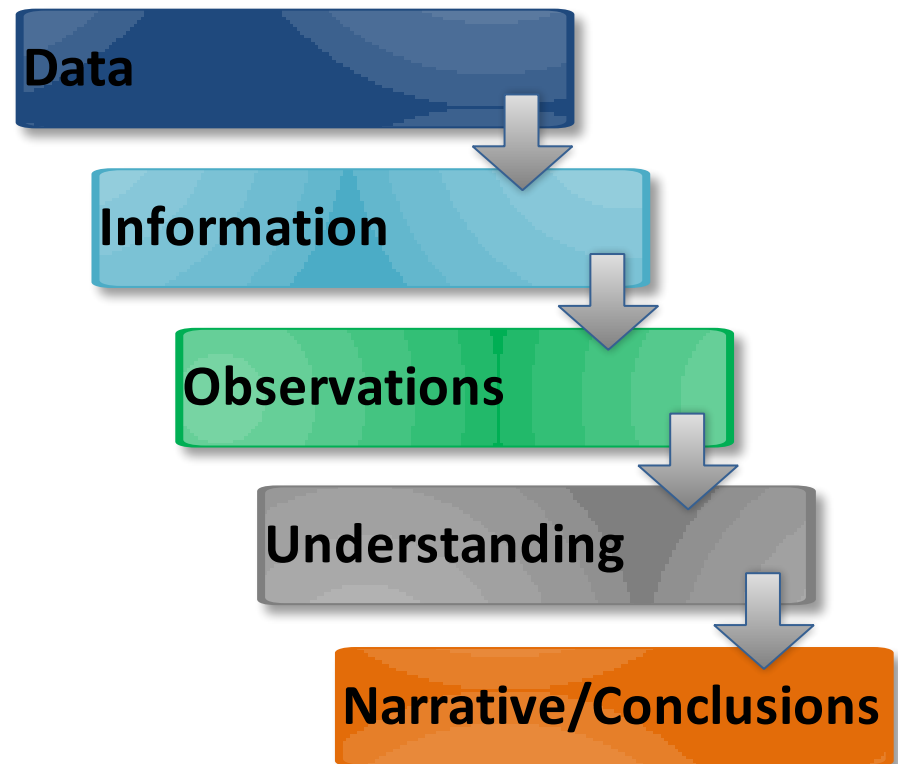 Data
Information
Observations
Understanding
Narrative/Conclusions